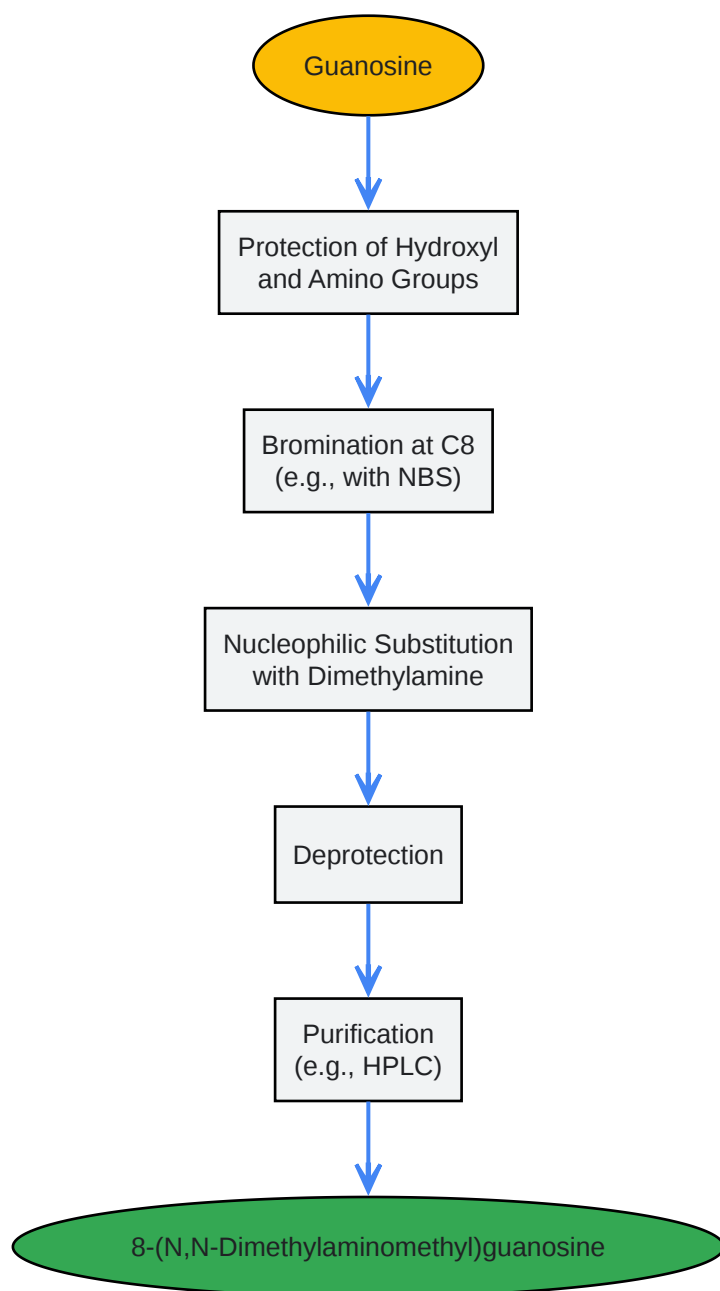 Guanosine
Protection of Hydroxyl
and Amino Groups
Bromination at C8
(e.g., with NBS)
Nucleophilic Substitution
with Dimethylamine
Deprotection
Purification
(e.g., HPLC)
8-(N,N-Dimethylaminomethyl)guanosine